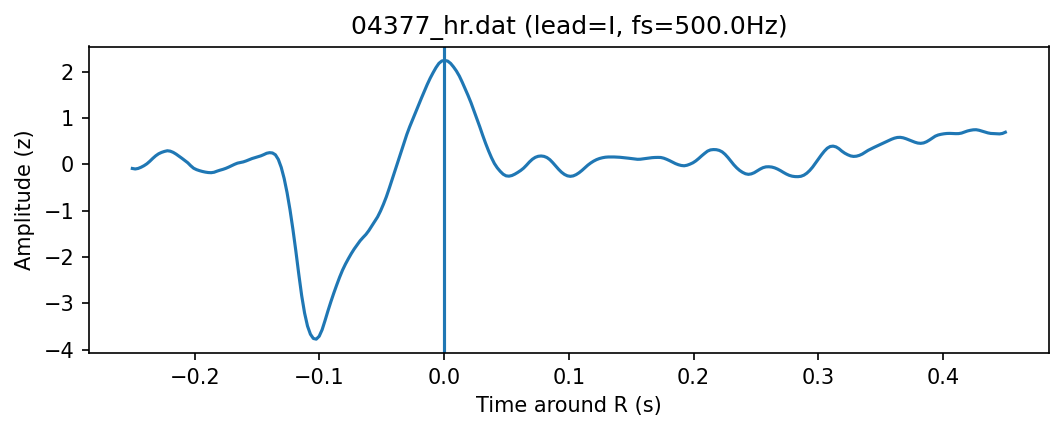 04377_hr.dat (lead=I, fs=500.0Hz)
Amplitude (z)
2
1
0
−1
−2
−3
−4
−0.2 −0.1 0.0 0.1 0.2 0.3 0.4
Time around R (s)